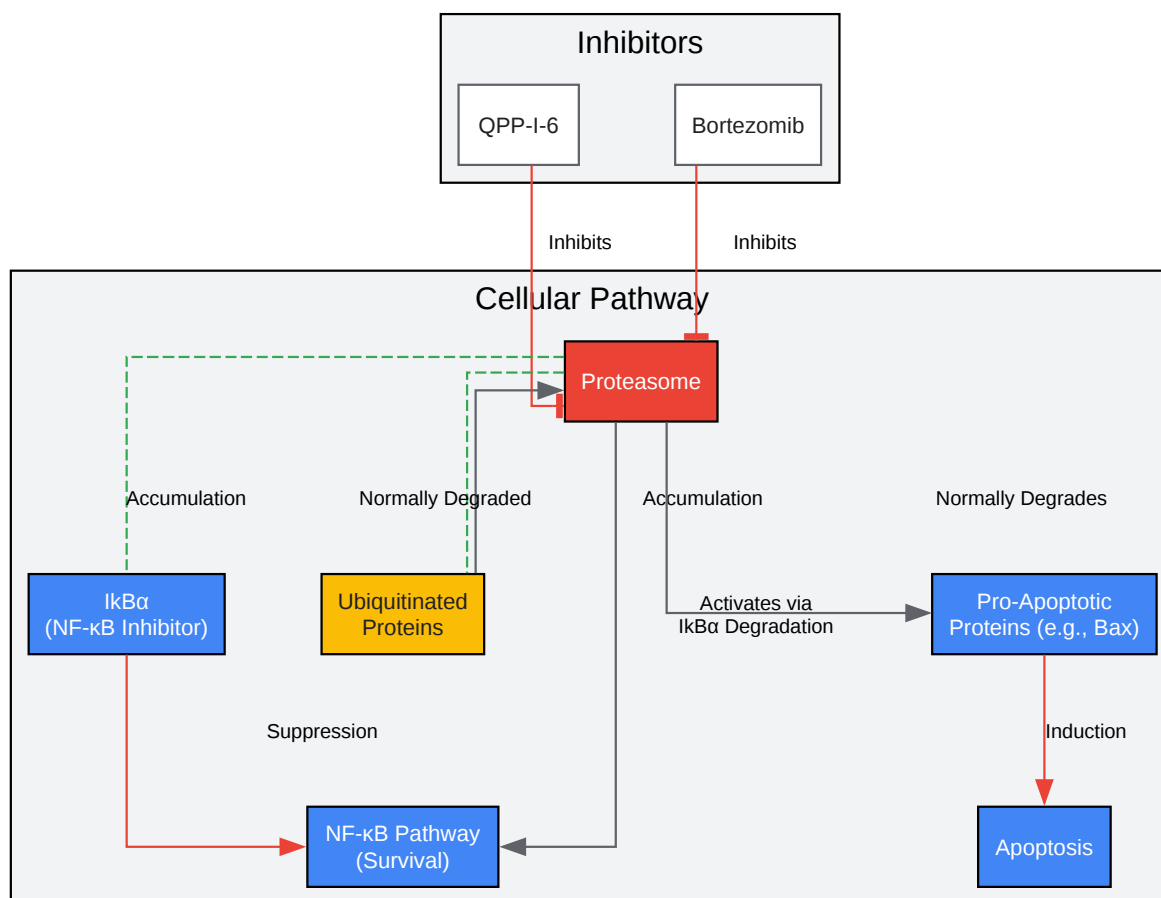 Inhibitors
QPP-I-6
Bortezomib
Inhibits
Inhibits
Cellular Pathway
Proteasome
Accumulation
Normally Degraded
Accumulation
Normally Degrades
IkBα
(NF-κB Inhibitor)
Ubiquitinated
Proteins
Activates via
IkBα Degradation
Pro-Apoptotic
Proteins (e.g., Bax)
Suppression
Induction
NF-κB Pathway
(Survival)
Apoptosis